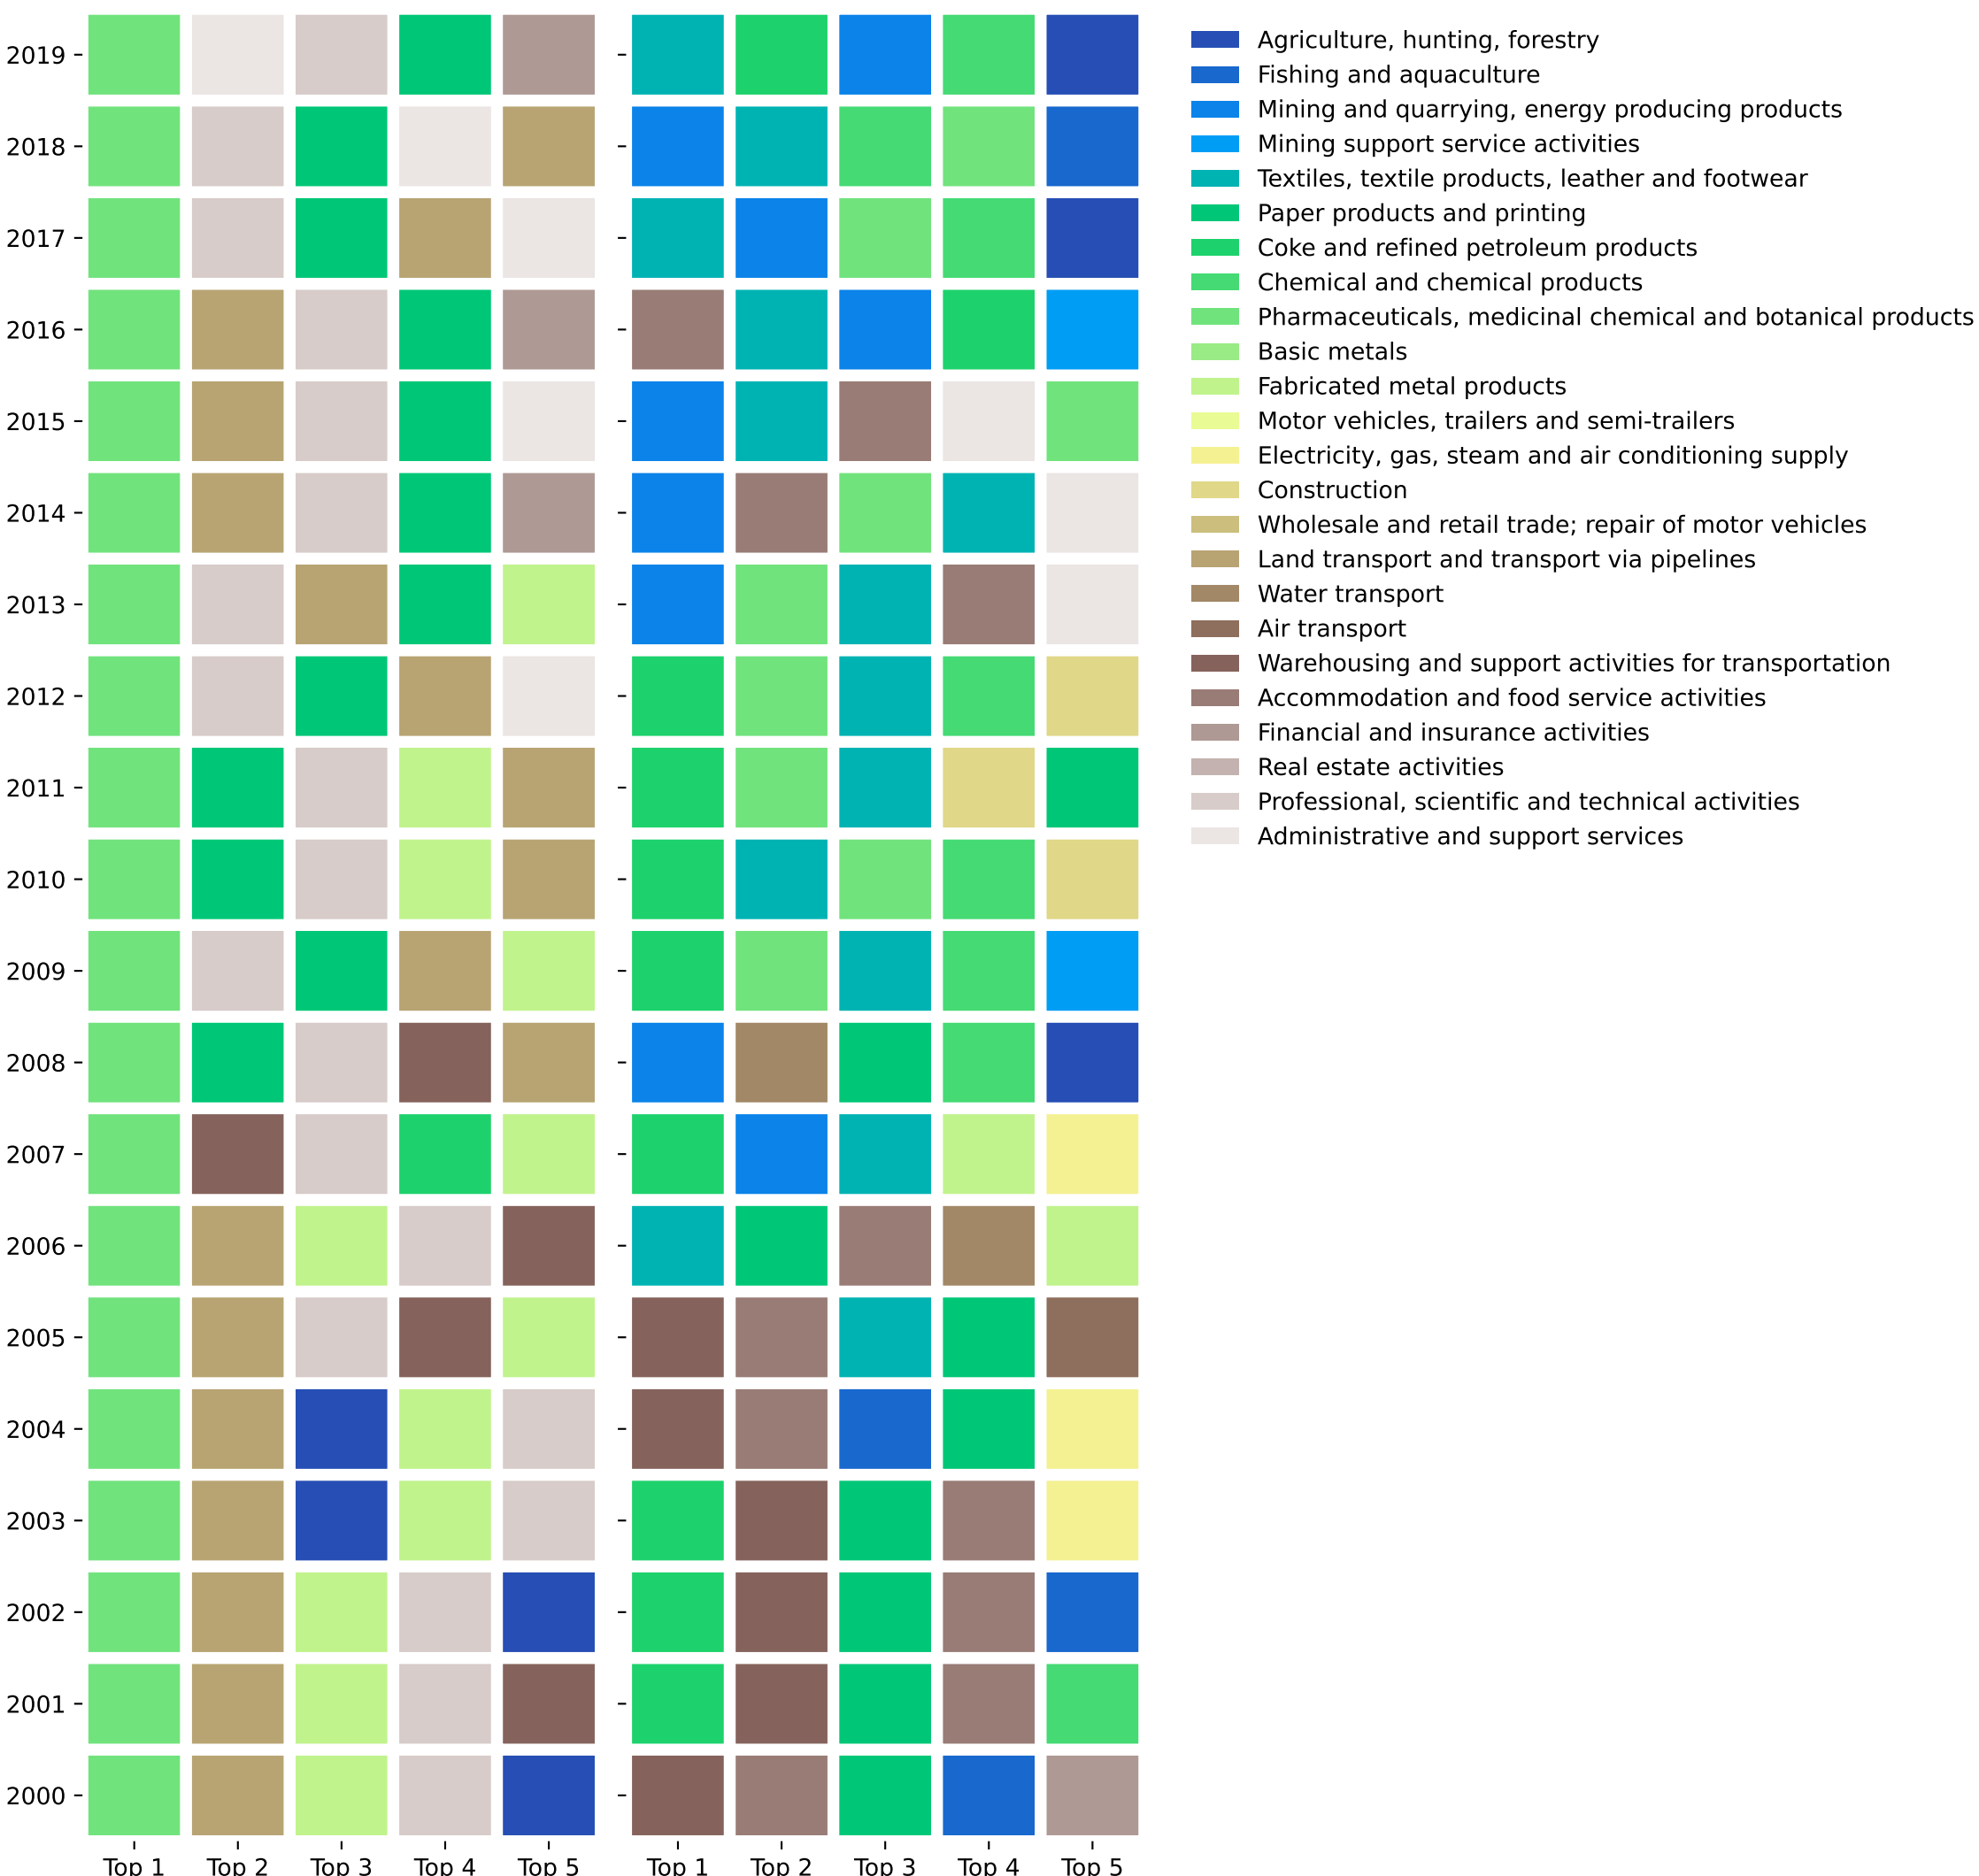 2019
2018
2017
2016
2015
2014
2013
2012
2011
2010
2009
2008
2007
2006
2005
2004
2003
2002
2001
2000
Top 1 Top 2 Top 3 Top 4 Top 5
Top 1 Top 2 Top 3 Top 4 Top 5
Agriculture, hunting, forestry
Fishing and aquaculture
Mining and quarrying, energy producing products
Mining support service activities
Textiles, textile products, leather and footwear
Paper products and printing
Coke and refined petroleum products
Chemical and chemical products
Pharmaceuticals, medicinal chemical and botanical products
Basic metals
Fabricated metal products
Motor vehicles, trailers and semi-trailers
Electricity, gas, steam and air conditioning supply
Construction
Wholesale and retail trade; repair of motor vehicles
Land transport and transport via pipelines
Water transport
Air transport
Warehousing and support activities for transportation
Accommodation and food service activities
Financial and insurance activities
Real estate activities
Professional, scientific and technical activities
Administrative and support services